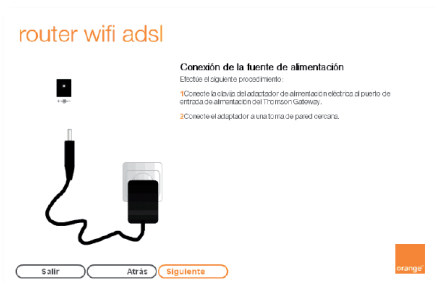 router wifi adsl
Conexión de la fuente de alimentación
Efectúe el siguiente procedimiento:
1Conecte la clavija del adaptador de alimentación eléctrica al puerto de
entrada de alimentación del Thomson Gateway.
2Conecte el adaptador a una toma de pared cercana.
Salir
Atrás
Siguiente
orange™